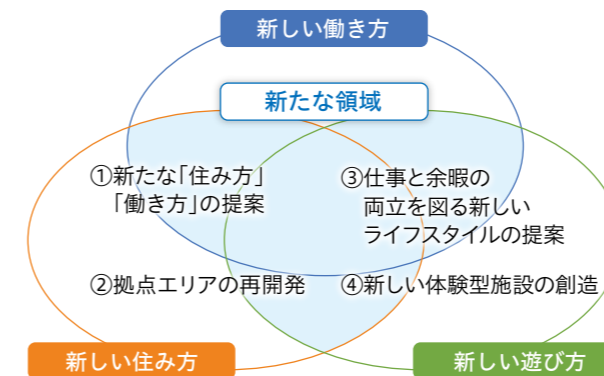 新しい働き方
新たな領域
①新たな「住み方」
「働き方」の提案
③仕事と余暇の
両立を図る新しい
ライフスタイルの提案
②拠点エリアの再開発
④新しい体験型施設の創造
新しい住み方
新しい遊び方